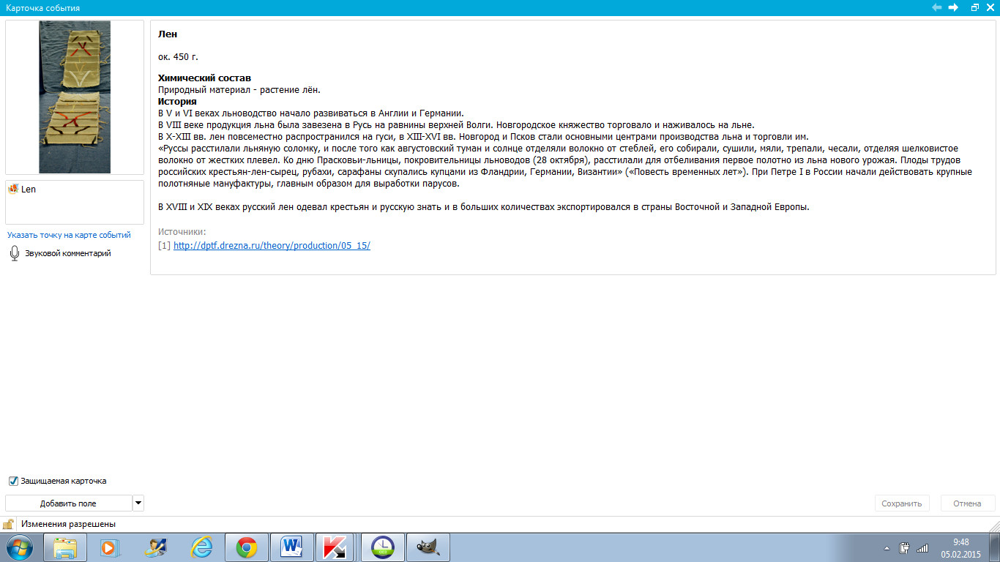 Карточка события
Лен
ок. 450 г.
Химический состав
Природный материал - растение лён.
История
В V и VI веках льноводство начало развиваться в Англии и Германии.
В VIII веке продукция льна была завезена в Русь на равнины верхней Волги. Новгородское княжество торговало и наживалось на льне.
В X-XIII вв. лен повсеместно распространился на гуси, в XIII-XVI вв. Новгород и Псков стали основными центрами производства льна и торговли им.
«Руссы расстилали льняную соломку, и после того как августовский туман и солнце отделяли волокно от стеблей, его собирали, сушили, мяли, трепали, чесали, отделяя шелковистое
волокно от жестких плевел. Ко дню Прасковьи-льницы, покровительницы льноводов (28 октября), расстилали для отбеливания первое полотно из льна нового урожая. Плоды трудов
российских крестьян-лен-сырец, рубахи, сарафаны скупались купцами из Фландрии, Германии, Византии» («Повесть временных лет»). При Петре I в России начали действовать крупные
полотняные мануфактуры, главным образом для выработки парусов.
В XVIII и XIX веках русский лен одевал крестьян и русскую знать и в больших количествах экспортировался в страны Восточной и Западной Европы.
Источники:
[1] http://dptf.drezna.ru/theory/production/05_15/
Len
Указать точку на карте событий
Звуковой комментарий
Защищаемая карточка
Добавить поле
Сохранить
Отмена
Изменения разрешены
9:48
05.02.2015